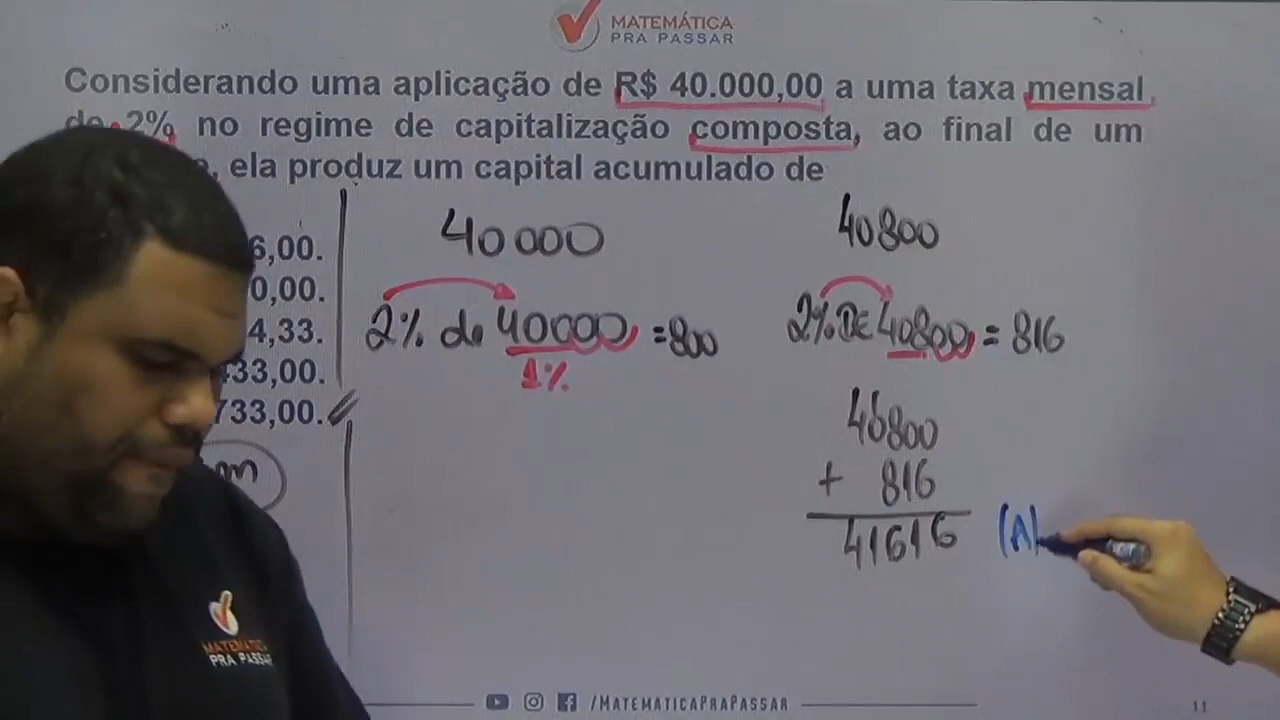 MATEMÁTICA
PRA PASSAR
Considerando uma aplicação de R$ 40.000,00 a uma taxa mensal
de 2% no regime de capitalização composta, ao final de um
ela produz um capital acumulado de
6,00.
0,00.
4,33.
33,00.
733,00.
40000
2% de 40000 = 800
1%
40800
2% DE 40800 = 816
40800
+ 816
41616 (A)
MATEMÁTICA
PRA PASSAR
/MATEMATICAPRAPASSAR
11